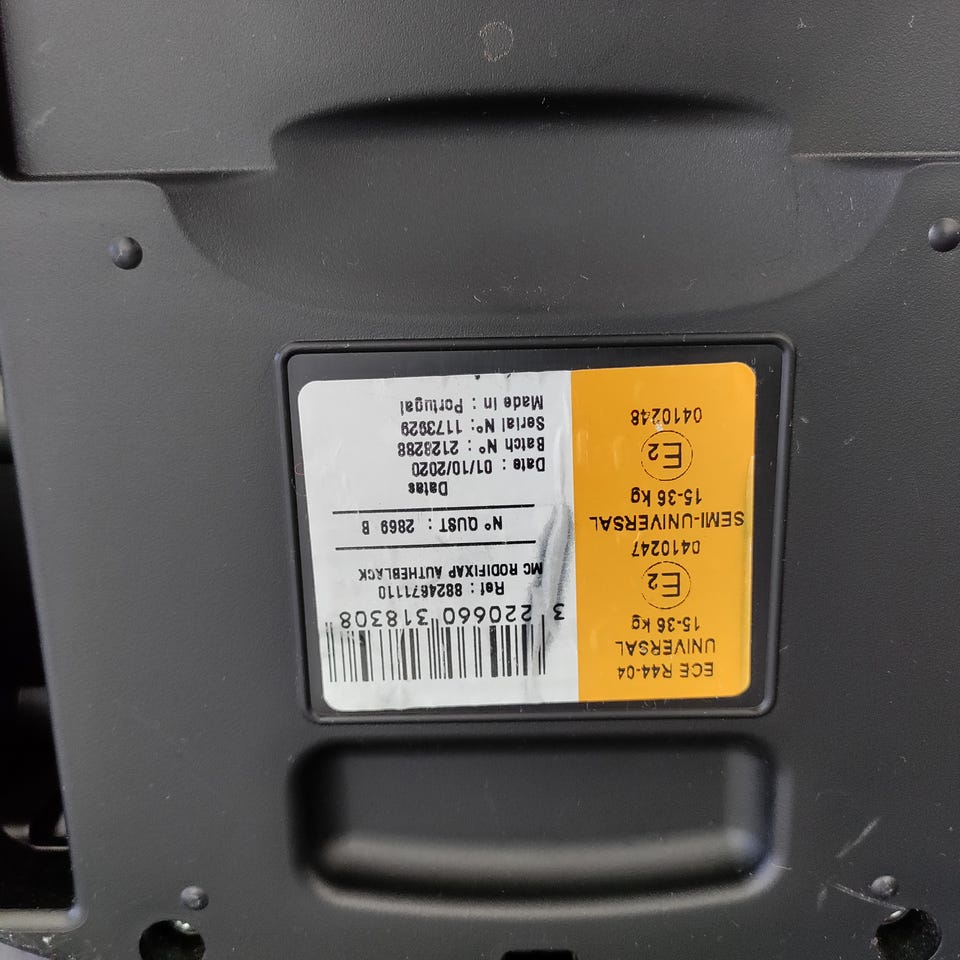 ECE R44-04
UNIVERSAL
15-36 kg
E2
0410247
SEMI-UNIVERSAL
15-36 kg
E2
0410248
3 220660 318308
Ref : 8824671110
MC RODIFIXAP AUTHEBLACK
N° QUST : 2869 B
Datas
Date : 01/10/2020
Batch N° : 2128288
Serial N°: 1173929
Made in : Portugal